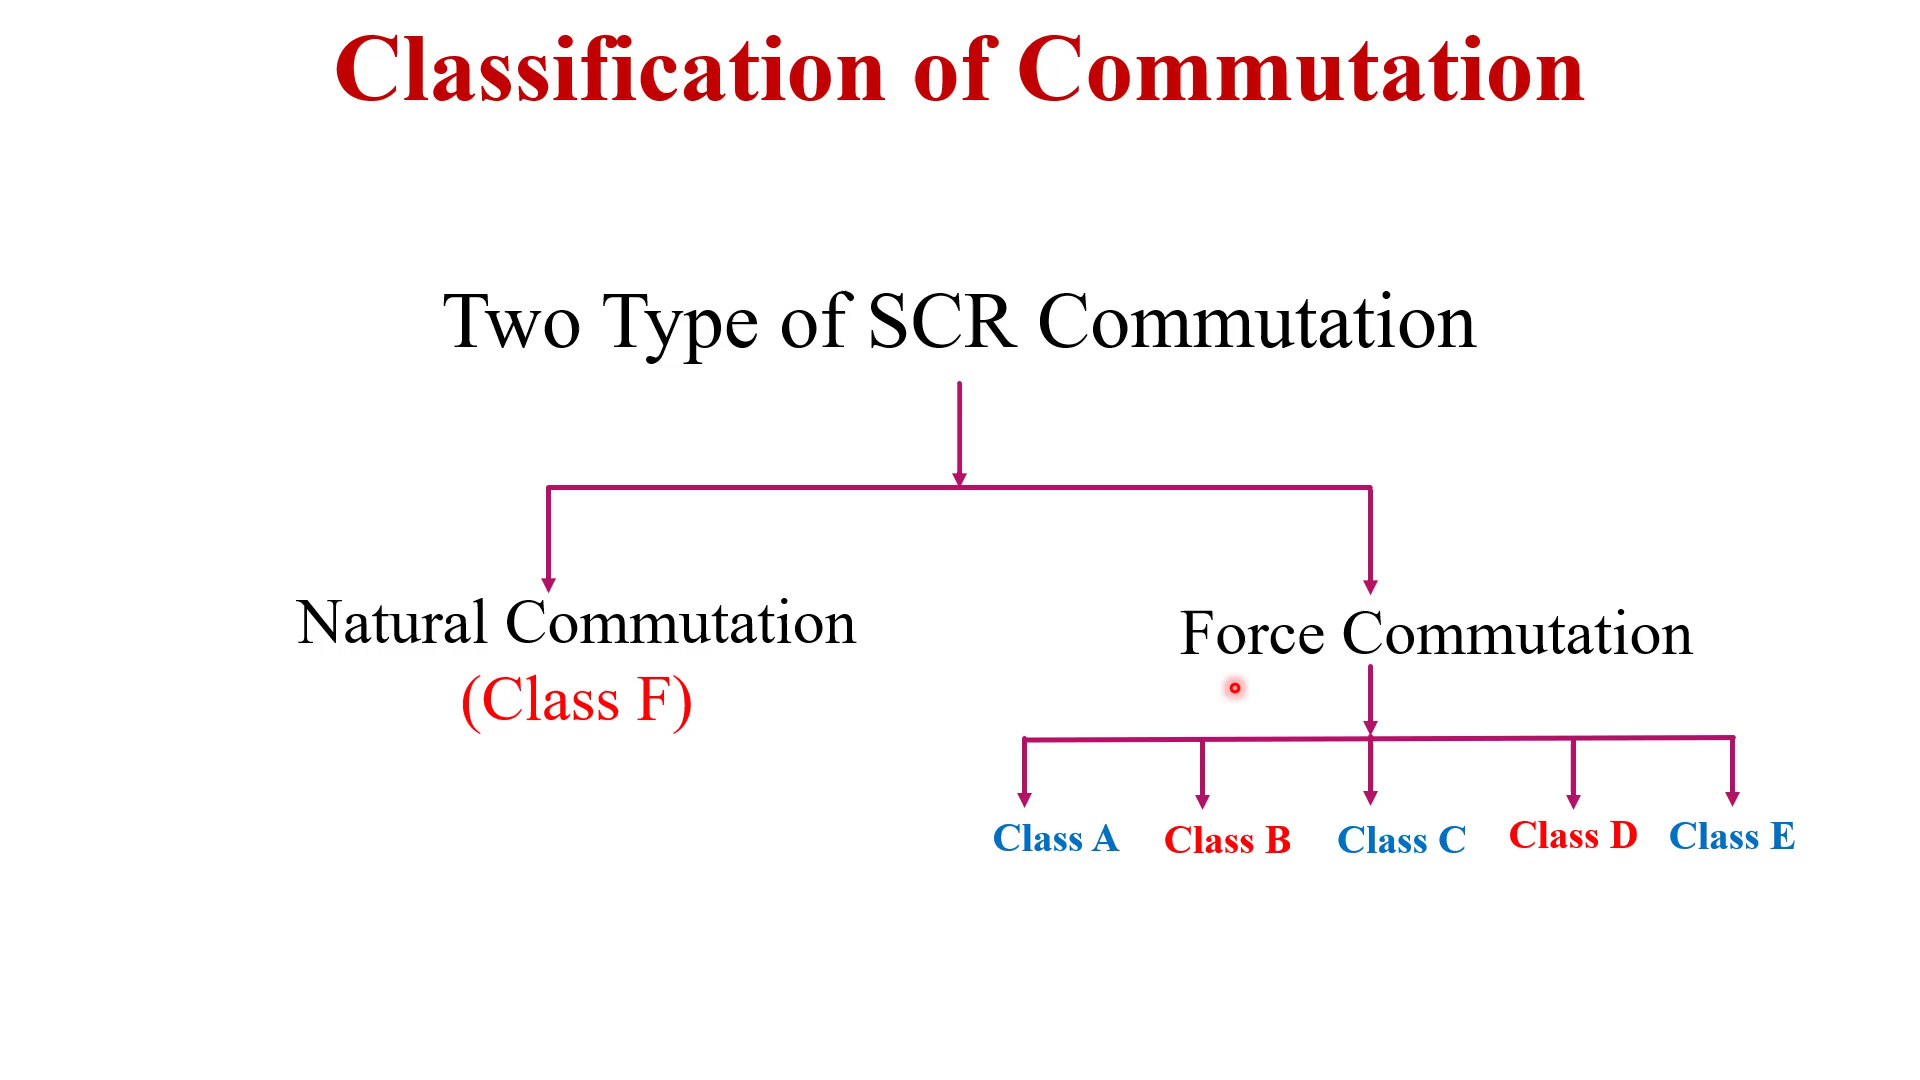 Classification of Commutation
Two Type of SCR Commutation
Natural Commutation
(Class F)
Force Commutation
Class A
Class B
Class C
Class D
Class E